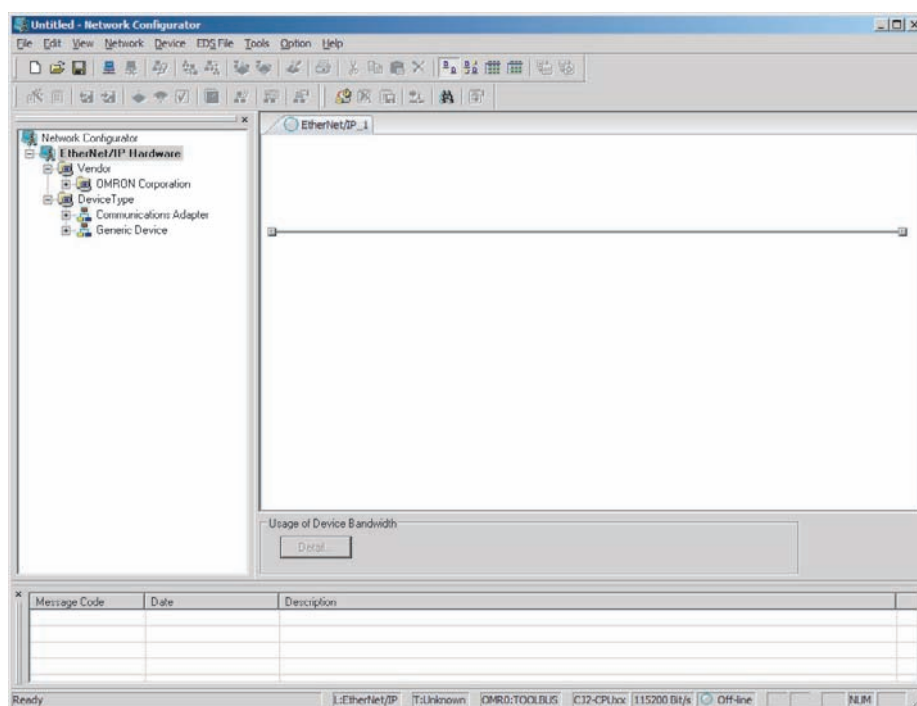 Untitled - Network Configurator
File Edit View Network Device EDS File Tools Option Help
EtherNet/IP_1
Network Configurator
EtherNet/IP Hardware
Vendor
OMRON Corporation
DeviceType
Communications Adapter
Generic Device
Usage of Device Bandwidth
Detail...
Message Code Date Description
Ready L:EtherNet/IP T:Unknown OMR0:TOOLBUS CJ2-CPUxx 115200 Bit/s Off-line NUM